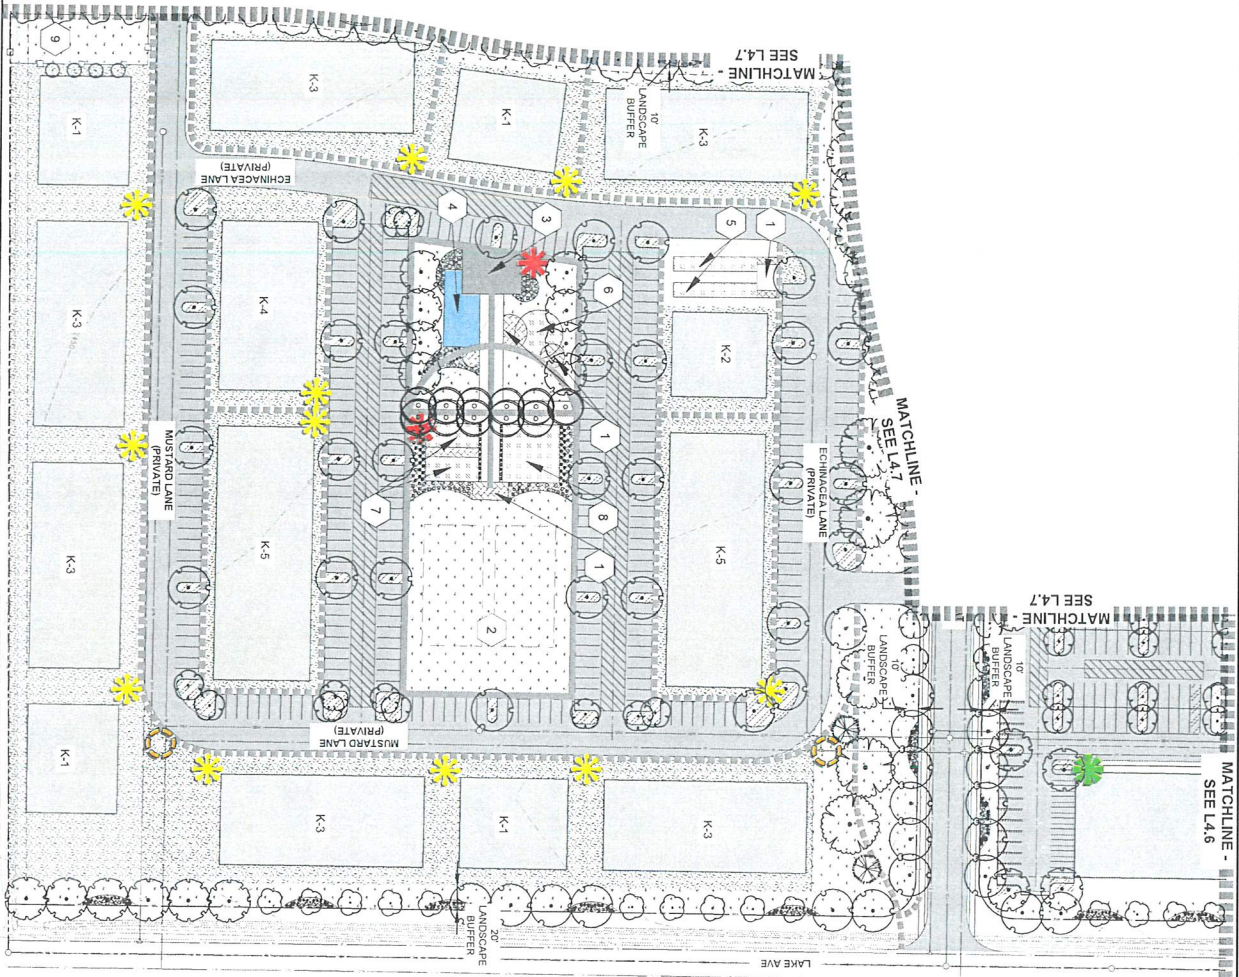 9
K-1
K-3
K-1
K-3
10'
LANDSCAPE
BUFFER
MATCHLINE -
SEE L4.7
ECHINACEA LANE
(PRIVATE)
4
3
5
1
6
K-4
K-2
K-3
MATCHLINE -
SEE L4.7
1
8
7
1
MUSTARD LANE
(PRIVATE)
ECHINACEA LANE
(PRIVATE)
K-5
K-5
K-3
2
MATCHLINE -
SEE L4.7
10'
LANDSCAPE
BUFFER
10'
LANDSCAPE
BUFFER
MUSTARD LANE
(PRIVATE)
K-1
K-3
K-1
K-3
MATCHLINE -
SEE L4.6
20'
LANDSCAPE
BUFFER
LAKE AVE